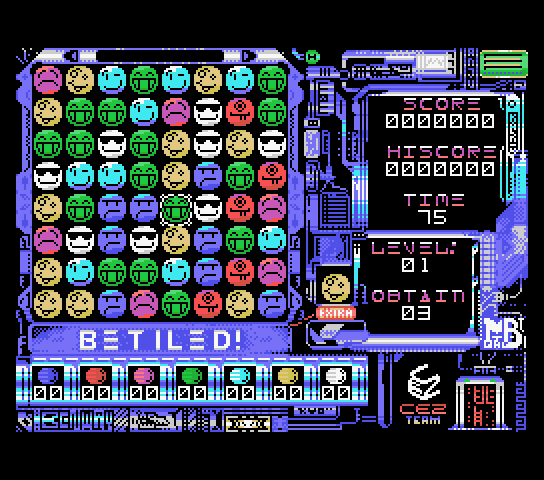 SCORE
0000000
HISCORE
0000000
TIME
75
LEVEL:
01
OBTAIN
03
EXTRA
BETILED!
00 00 00 00 00 00 00
CEZ
TEAM